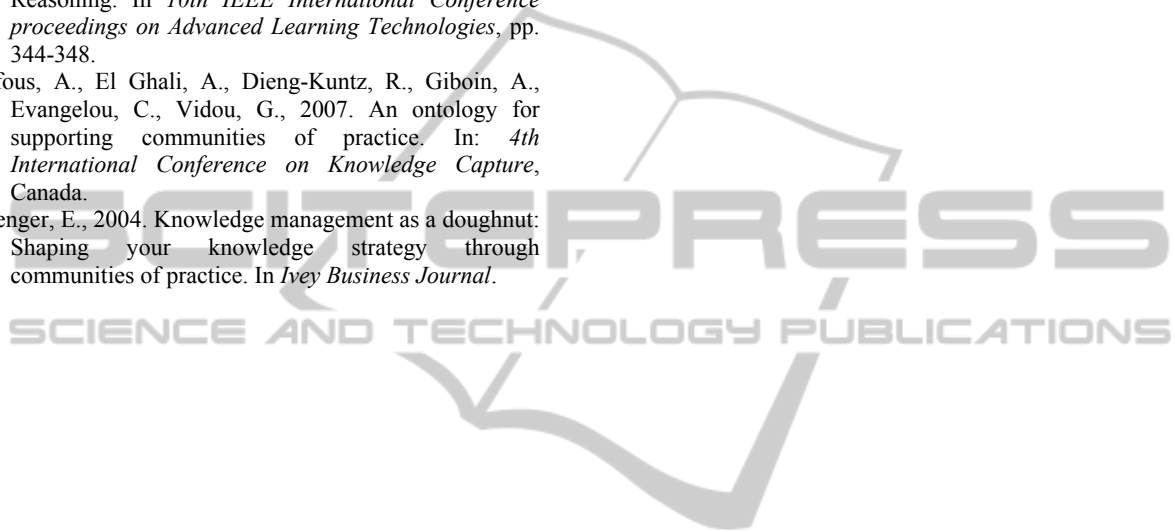 Reasoning. In 10th IEEE International Conference
proceedings on Advanced Learning Technologies, pp.
344-348.
fous, A., El Ghali, A., Dieng-Kuntz, R., Giboin, A.,
Evangelou, C., Vidou, G., 2007. An ontology for
supporting communities of practice. In: 4th
International Conference on Knowledge Capture,
Canada.
enger, E., 2004. Knowledge management as a doughnut:
Shaping your knowledge strategy through
communities of practice. In Ivey Business Journal.
SCITEPRESS
SCIENCE AND TECHNOLOGY PUBLICATIONS